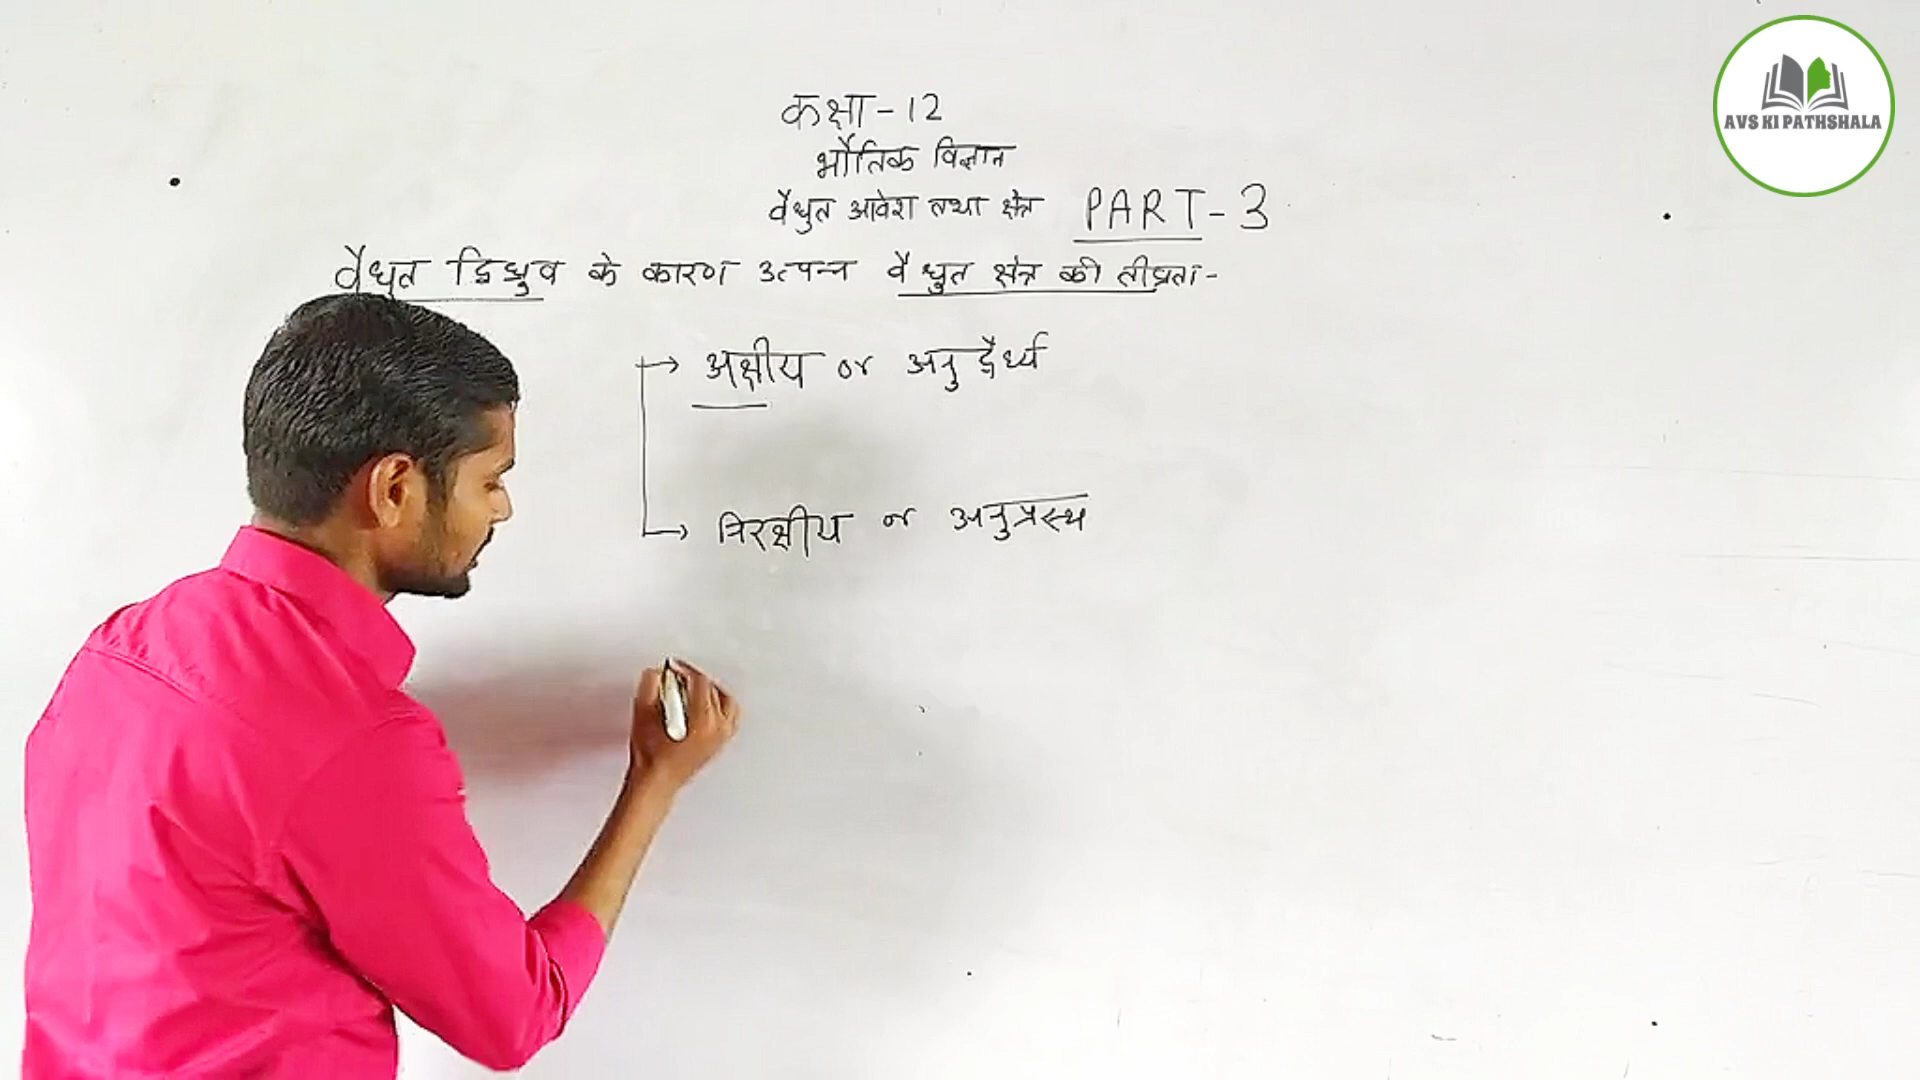 कक्षा - 12
भौतिक विज्ञान
वैधुत आवेश तथा क्षेत्र PART - 3
वैधुत द्विध्रुव के कारण उत्पन्न वैधुत क्षेत्र की तीव्रता -
अक्षीय or अनुदैर्ध्य
निरक्षीय or अनुप्रस्थ
AVS KI PATHSHALA